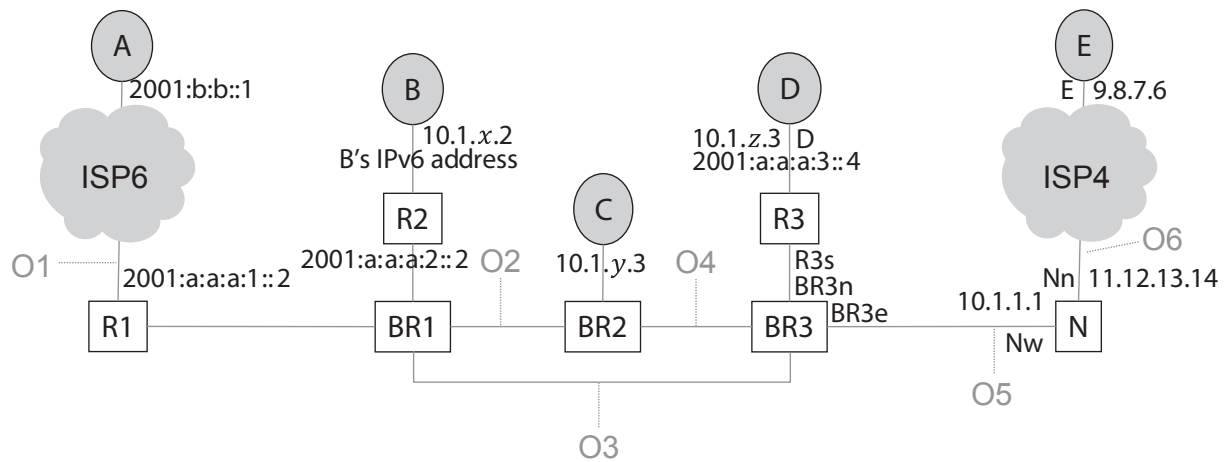 A
2001:b:b::1
ISP6
O1
2001:a:a:a:1::2
R1
B
10.1.x.2
B's IPv6 address
R2
2001:a:a:a:2::2
BR1
O2
C
10.1.y.3
BR2
O3
O4
D
10.1.z.3 D
2001:a:a:a:3::4
R3
R3s
BR3n
BR3
BR3e
E
E 9.8.7.6
ISP4
O6
Nn 11.12.13.14
10.1.1.1
N
Nw
O5